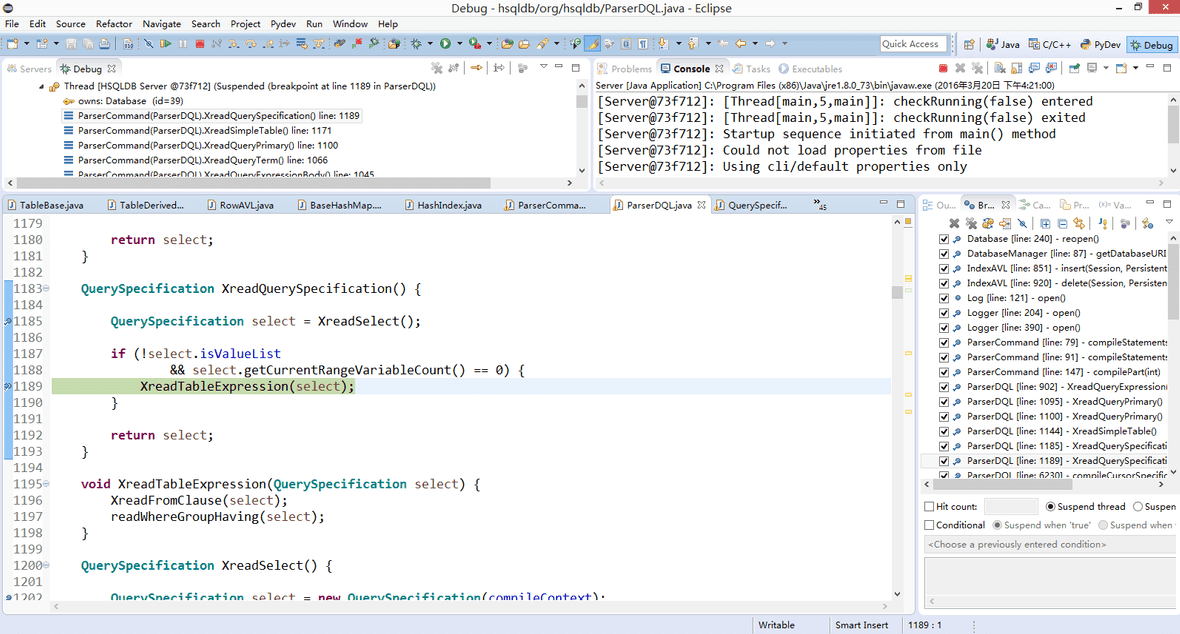 Debug - hsqldb/org/hsqldb/ParserDQL.java - Eclipse
File Edit Source Refactor Navigate Search Project Pydev Run Window Help
Quick Access Java C/C++ PyDev Debug
Servers Debug
Thread [HSQLDB Server @73f712] (Suspended (breakpoint at line 1189 in ParserDQL))
owns: Database (id=39)
ParserCommand(ParserDQL).XreadQuerySpecification() line: 1189
ParserCommand(ParserDQL).XreadSimpleTable() line: 1171
ParserCommand(ParserDQL).XreadQueryPrimary() line: 1100
ParserCommand(ParserDQL).XreadQueryTerm() line: 1066
ParserCommand(ParserDQL).XreadQueryExpressionBody() line: 1045
Problems Console Tasks Executables
Server [Java Application] C:\Program Files (x86)\Java\jre1.8.0_73\bin\javaw.exe (2016年3月20日 下午4:21:00)
[Server@73f712]: [Thread[main,5,main]]: checkRunning(false) entered
[Server@73f712]: [Thread[main,5,main]]: checkRunning(false) exited
[Server@73f712]: Startup sequence initiated from main() method
[Server@73f712]: Could not load properties from file
[Server@73f712]: Using cli/default properties only
TableBase.java TableDerived... RowAVL.java BaseHashMap.... HashIndex.java ParserComma... ParserDQL.java QuerySpecif... »45
1179
1180 return select;
1181 }
1182
1183 QuerySpecification XreadQuerySpecification() {
1184
1185 QuerySpecification select = XreadSelect();
1186
1187 if (!select.isValueList
1188 && select.getCurrentRangeVariableCount() == 0) {
1189 XreadTableExpression(select);
1190 }
1191
1192 return select;
1193 }
1194
1195 void XreadTableExpression(QuerySpecification select) {
1196 XreadFromClause(select);
1197 readWhereGroupHaving(select);
1198 }
1199
1200 QuerySpecification XreadSelect() {
1201
1202 QuerySpecification select = new QuerySpecification(compileContext);
Ou... Br... Ca... Pr... (x)= Va...
Database [line: 240] - reopen()
DatabaseManager [line: 87] - getDatabaseURI
IndexAVL [line: 851] - insert(Session, Persistent
IndexAVL [line: 920] - delete(Session, Persisten
Log [line: 121] - open()
Logger [line: 204] - open()
Logger [line: 390] - open()
ParserCommand [line: 79] - compileStatements
ParserCommand [line: 91] - compileStatements
ParserCommand [line: 147] - compilePart(int)
ParserDQL [line: 902] - XreadQueryExpression
ParserDQL [line: 1095] - XreadQueryPrimary()
ParserDQL [line: 1100] - XreadQueryPrimary()
ParserDQL [line: 1144] - XreadSimpleTable()
ParserDQL [line: 1185] - XreadQuerySpecificati
ParserDQL [line: 1189] - XreadQuerySpecificati
ParserDQL [line: 6230] - compileCursorSpecific
Hit count: Suspend thread Suspen
Conditional Suspend when 'true' Suspend when
<Choose a previously entered condition>
Writable Smart Insert 1189 : 1